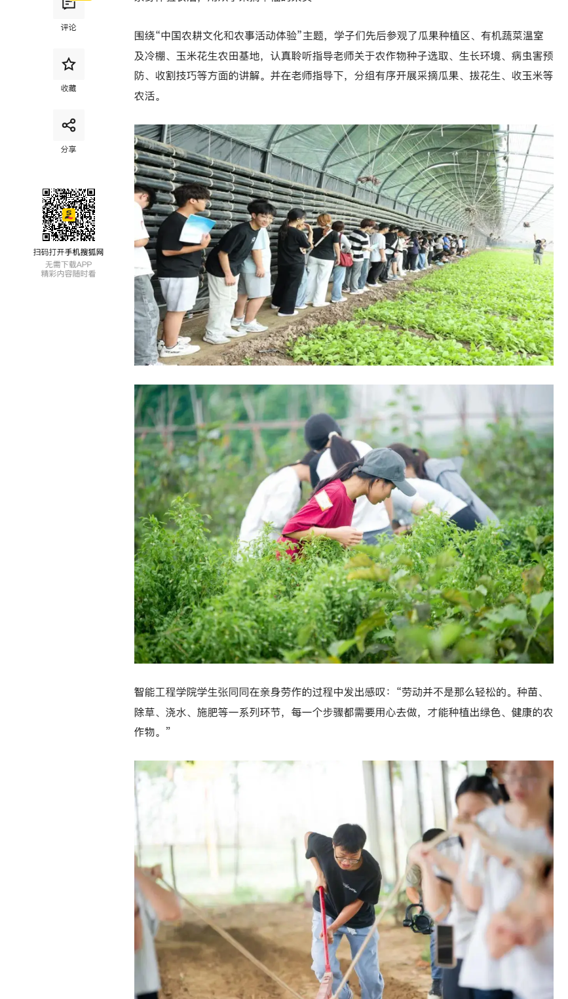 评论
收藏
分享
扫码打开手机搜狐网
无需下载APP
精彩内容随时看
围绕“中国农耕文化和农事活动体验”主题，学子们先后参观了瓜果种植区、有机蔬菜温室
及冷棚、玉米花生农田基地，认真聆听指导老师关于农作物种子选取、生长环境、病虫害预
防、收割技巧等方面的讲解。并在老师指导下，分组有序开展采摘瓜果、拔花生、收玉米等
农活。
智能工程学院学生张同同在亲身劳作的过程中发出感叹：“劳动并不是那么轻松的。种苗、
除草、浇水、施肥等一系列环节，每一个步骤都需要用心去做，才能种植出绿色、健康的农
作物。”